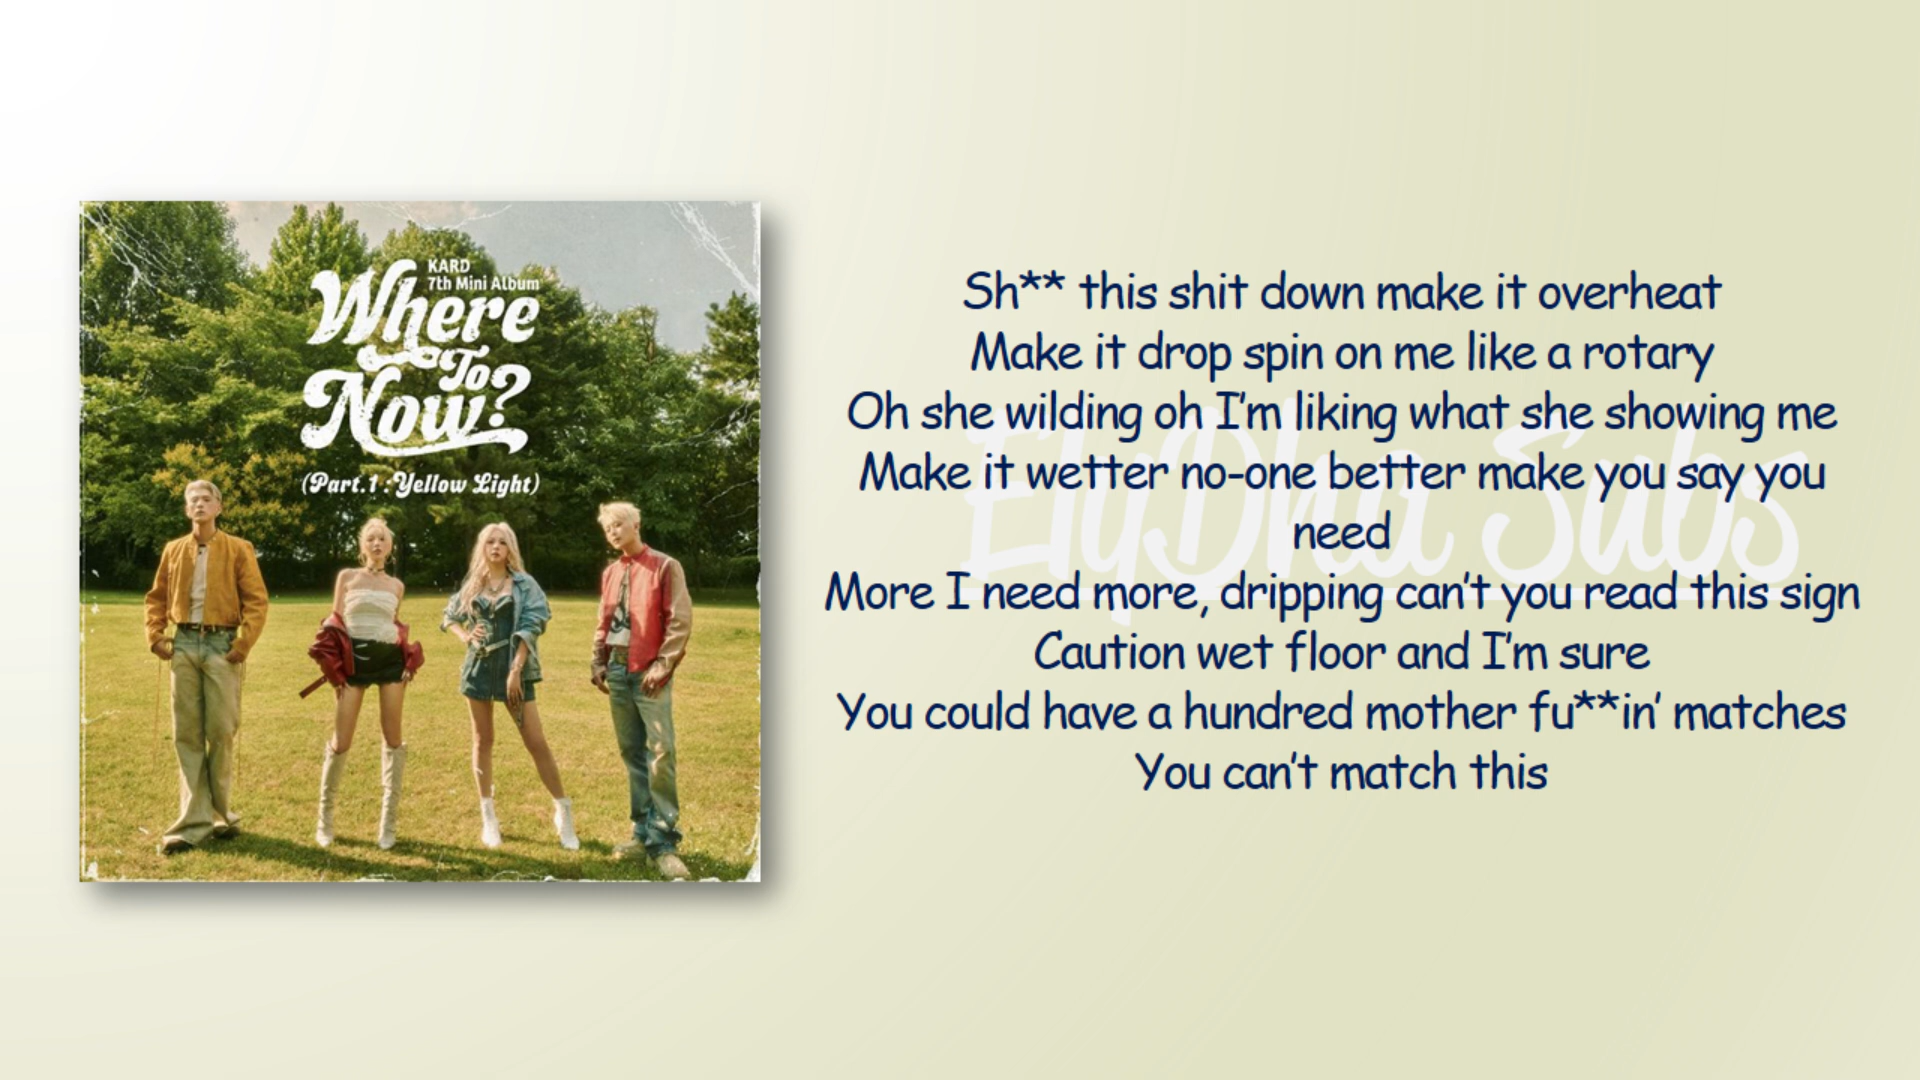 KARD
7th Mini Album
Where
To
Now?
(Part.1 : Yellow Light)
Sh** this shit down make it overheat
Make it drop spin on me like a rotary
Oh she wilding oh I'm liking what she showing me
Make it wetter no-one better make you say you
need
More I need more, dripping can't you read this sign
Caution wet floor and I'm sure
You could have a hundred mother fu**in' matches
You can't match this
ElyDha Subs